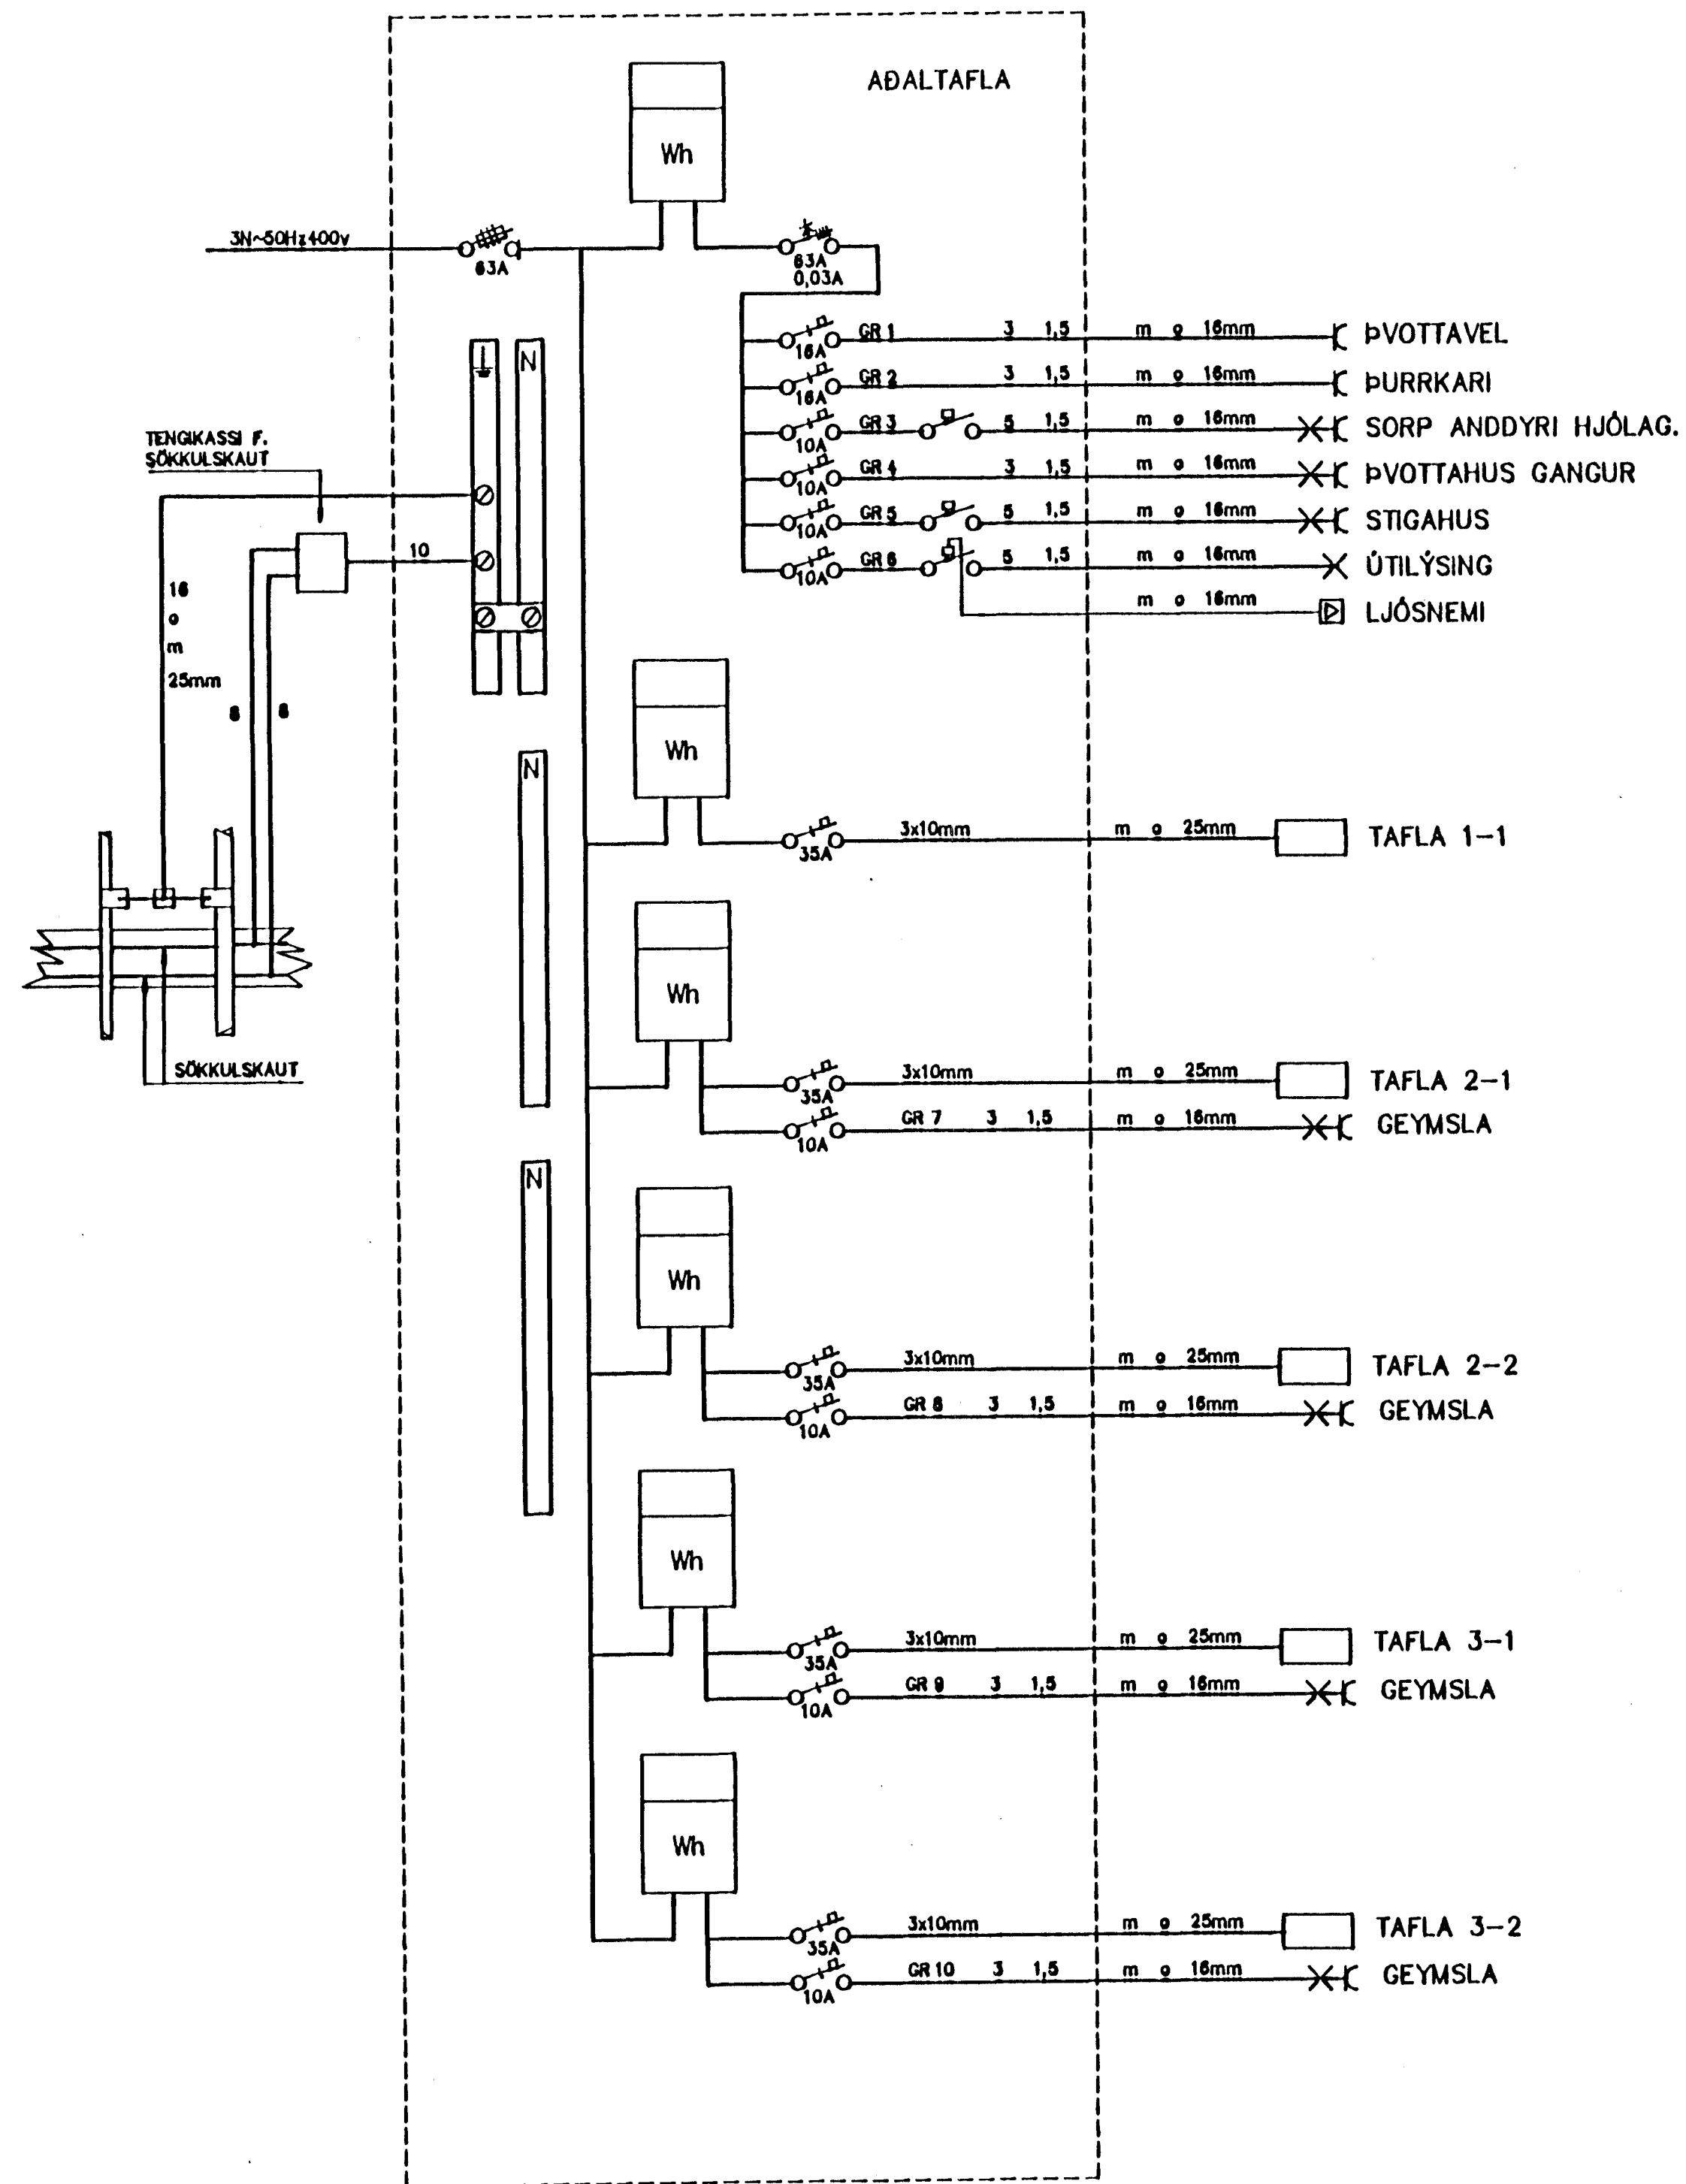 AÐALTAFLA
Wh
3N~50Hz400v
63A
63A
0,03A
GR 1 3 1,5 m o 16mm ÞVOTTAVEL
16A
GR 2 3 1,5 m o 16mm ÞURRKARI
16A
GR 3 5 1,5 m o 16mm SORP ANDDYRI HJÓLAG.
10A
GR 4 3 1,5 m o 16mm ÞVOTTAHUS GANGUR
10A
GR 5 5 1,5 m o 16mm STIGAHUS
10A
GR 6 5 1,5 m o 16mm ÚTILÝSING
10A
m o 16mm LJÓSNEMI
N
TENGIKASSI F.
SÖKKULSKAUT
10
16
o
m
25mm
SÖKKULSKAUT
N
N
Wh
3x10mm m o 25mm TAFLA 1-1
35A
Wh
3x10mm m o 25mm TAFLA 2-1
35A
GR 7 3 1,5 m o 16mm GEYMSLA
10A
Wh
3x10mm m o 25mm TAFLA 2-2
35A
GR 8 3 1,5 m o 16mm GEYMSLA
10A
Wh
3x10mm m o 25mm TAFLA 3-1
35A
GR 9 3 1,5 m o 16mm GEYMSLA
10A
Wh
3x10mm m o 25mm TAFLA 3-2
35A
GR 10 3 1,5 m o 16mm GEYMSLA
10A